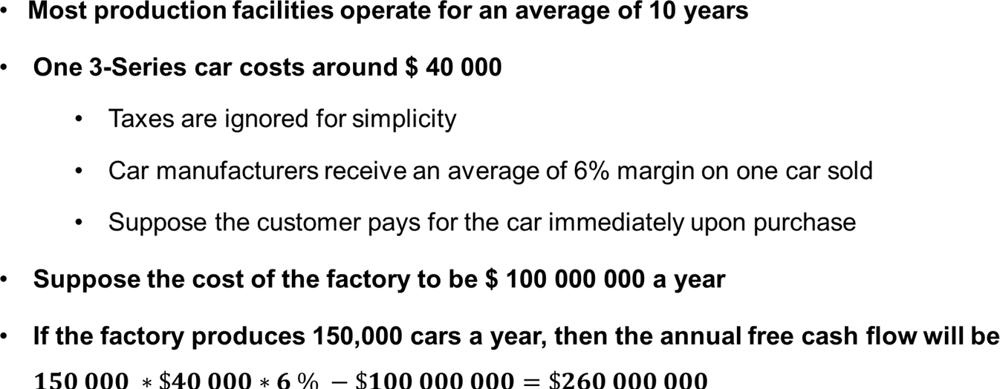 • Most production facilities operate for an average of 10 years
• One 3-Series car costs around $ 40 000
• Taxes are ignored for simplicity
• Car manufacturers receive an average of 6% margin on one car sold
• Suppose the customer pays for the car immediately upon purchase
• Suppose the cost of the factory to be $ 100 000 000 a year
• If the factory produces 150,000 cars a year, then the annual free cash flow will be
150 000 * $40 000 * 6 % − $100 000 000 = $260 000 000